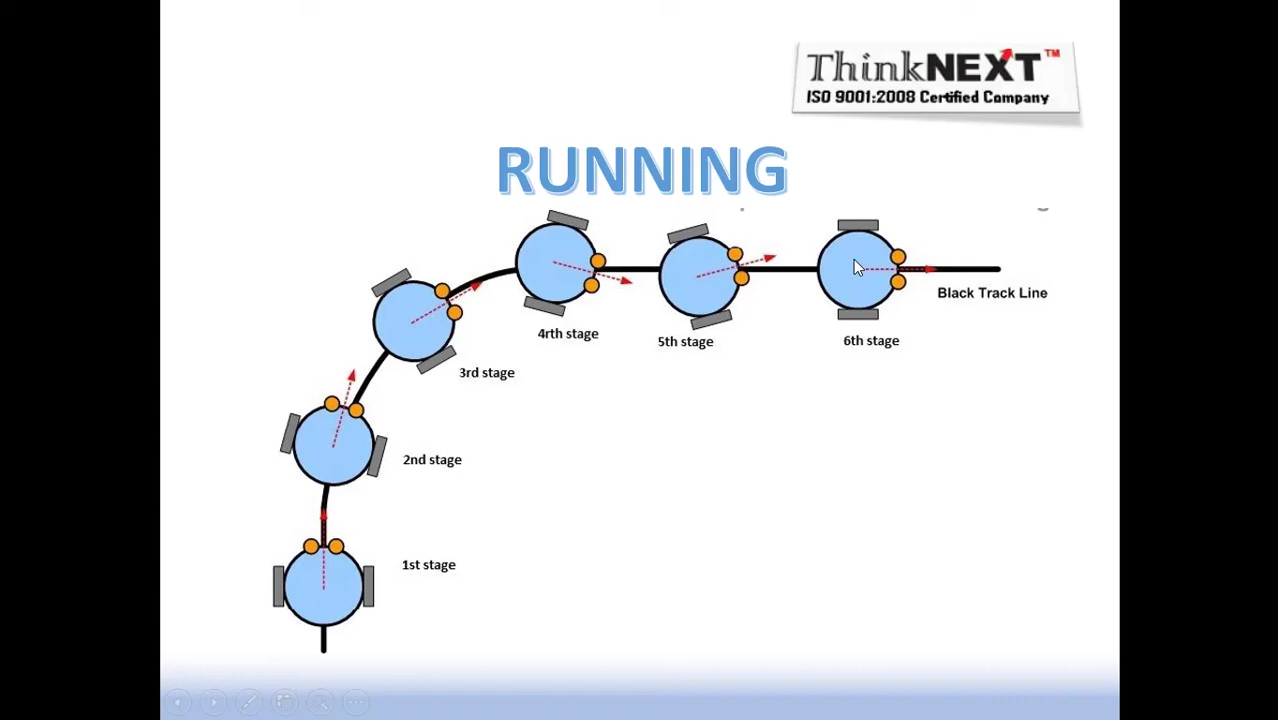 ThinkNEXT™
ISO 9001:2008 Certified Company
RUNNING
4rth stage
5th stage
6th stage
Black Track Line
3rd stage
2nd stage
1st stage